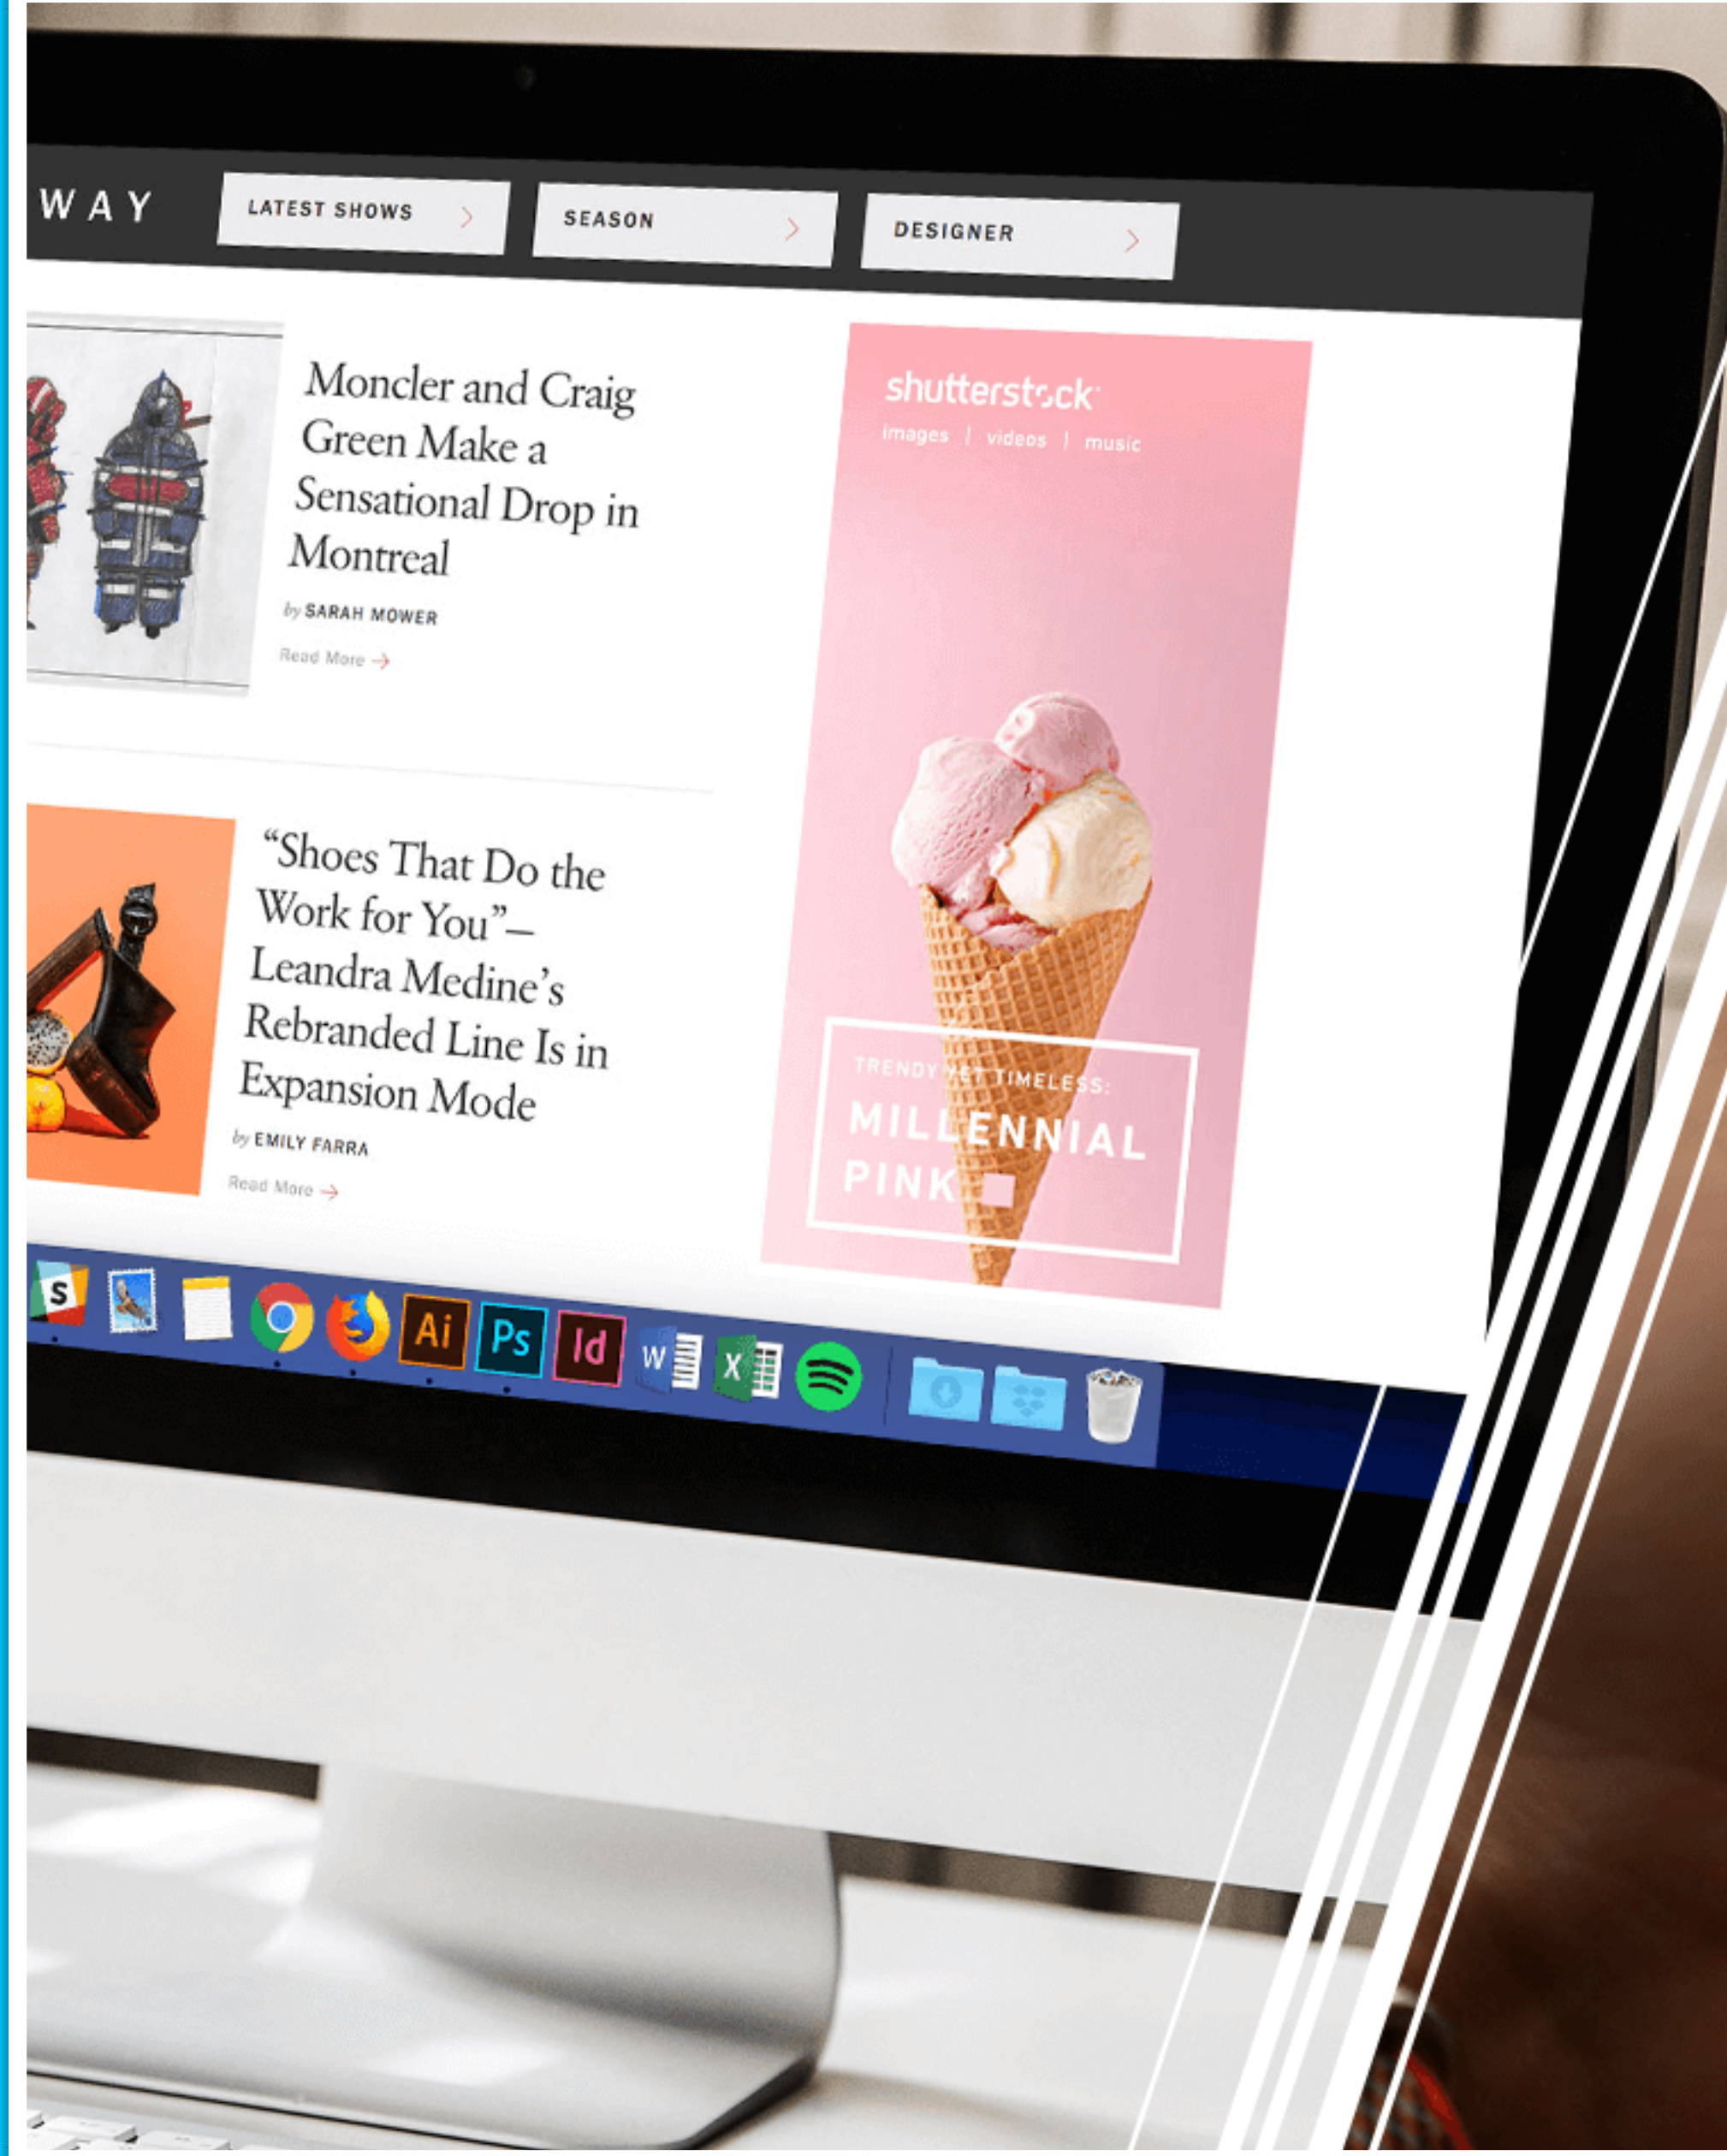 WAY
LATEST SHOWS
SEASON
DESIGNER
Moncler and Craig
Green Make a
Sensational Drop in
Montreal
by SARAH MOWER
Read More →
“Shoes That Do the
Work for You”—
Leandra Medine’s
Rebranded Line Is in
Expansion Mode
by EMILY FARRA
Read More →
shutterstock
images | videos | music
TRENDY YET TIMELESS:
MILLENNIAL
PINK
S
Ai
Ps
Id
W
X